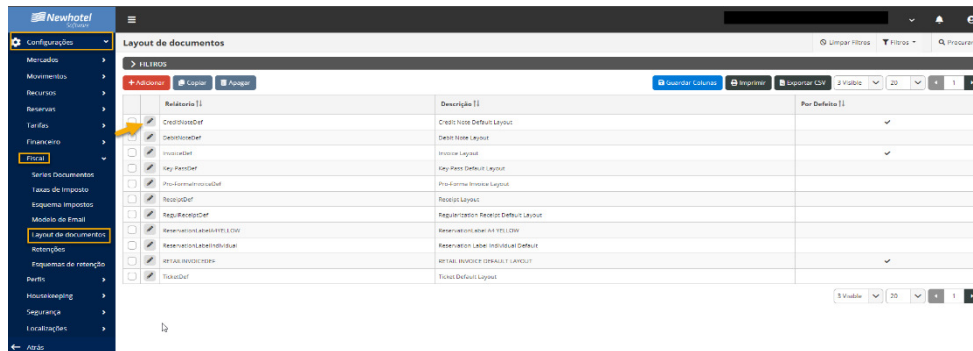 Newhotel
Software
Configurações
Layout de documentos
Limpar Filtros
Filtros
Procurar
Mercados
Movimentos
Recursos
Reservas
Tarifas
Financeiro
Fiscal
Series Documentos
Taxas de Imposto
Esquema Impostos
Modelo de Email
Layout de documentos
Retenções
Esquemas de retenção
Perfis
Housekeeping
Segurança
Localizações
Atrás
FILTROS
Adicionar Copiar Apagar
Guardar Colunas Imprimir Exportar CSV 3 Visible 20 1
Relatorio Descrição Por Defeito
CreditNoteDef Credit Note Default Layout
DebitNoteDef Debit Note Layout
InvoiceDef Invoice Layout
Key-PassDef Key-Pass Default Layout
Pro-FormaInvoiceDef Pro-Forma Invoice Layout
ReceiptDef Receipt Layout
RegulReceiptDef Regularization Receipt Default Layout
ReservationLabelA4YELLOW ReservationLabel A4 YELLOW
ReservationLabelIndividual Reservation Label Individual Default
RETAILINVOICEDEF RETAIL INVOICE DEFAULT LAYOUT
TicketDef Ticket Default Layout
3 Visible 20 1